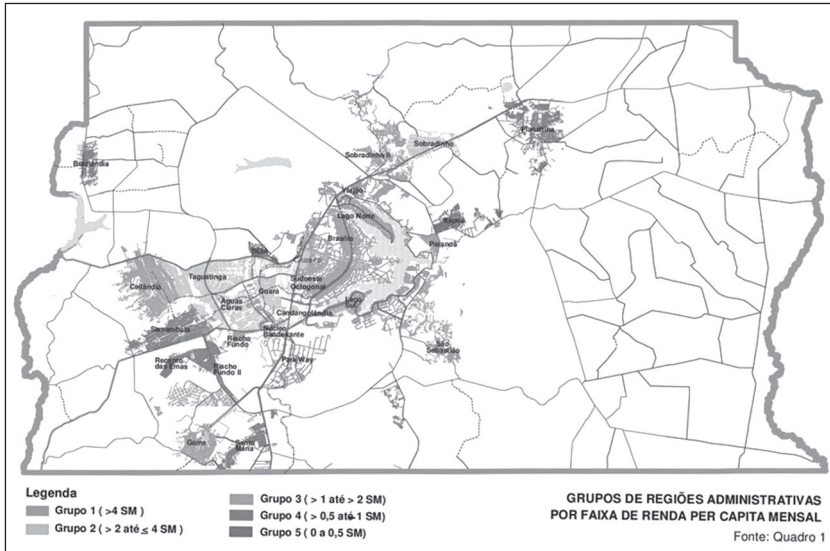 Brazlândia
Sobradinho II
Sobradinho
Planaltina
Varjão
Lago Norte
Itapoã
Paranoá
Brasília
Cruzeiro
Ceilândia
Taguatinga
Guará
Sudoeste
Octogonal
Águas
Claras
Lago
Sul
Candangolândia
Samambaia
Núcleo
Bandeirante
Riacho
Fundo
Park Way
São
Sebastião
Recanto
das Emas
Riacho
Fundo II
Gama
Santa
Maria
Legenda
Grupo 1 ( >4 SM )
Grupo 2 ( > 2 até ≤ 4 SM )
Grupo 3 ( > 1 até > 2 SM)
Grupo 4 ( > 0,5 até 1 SM)
Grupo 5 ( 0 a 0,5 SM)
GRUPOS DE REGIÕES ADMINISTRATIVAS
POR FAIXA DE RENDA PER CAPITA MENSAL
Fonte: Quadro 1